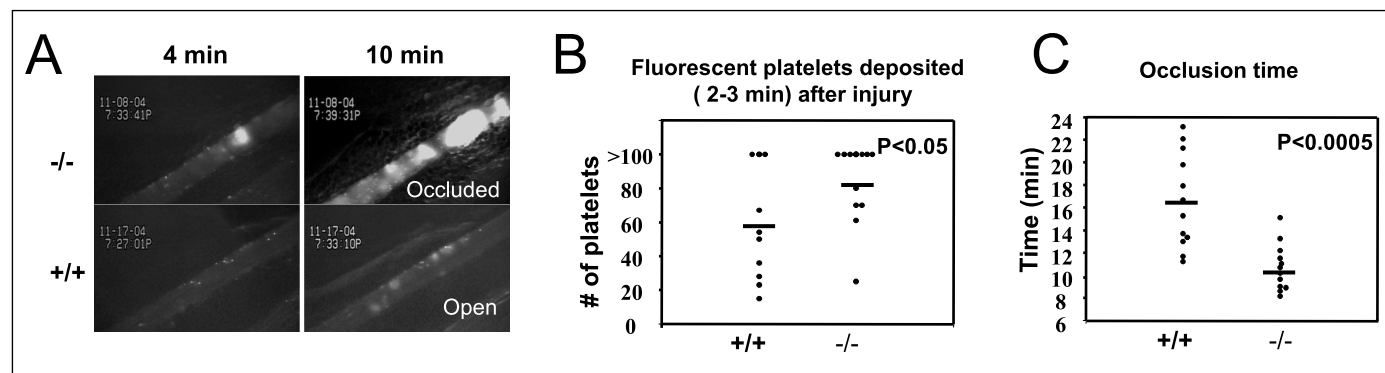 A
4 min
10 min
-/-
11-08-04
7:33:41P
11-08-04
7:39:31P
Occluded
+/+
11-17-04
7:27:01P
11-17-04
7:33:10P
Open
B
Fluorescent platelets deposited
( 2-3 min) after injury
# of platelets
>100
80
60
40
20
0
P<0.05
+/+
-/-
C
Occlusion time
Time (min)
24
22
20
18
16
14
12
10
8
6
P<0.0005
+/+
-/-